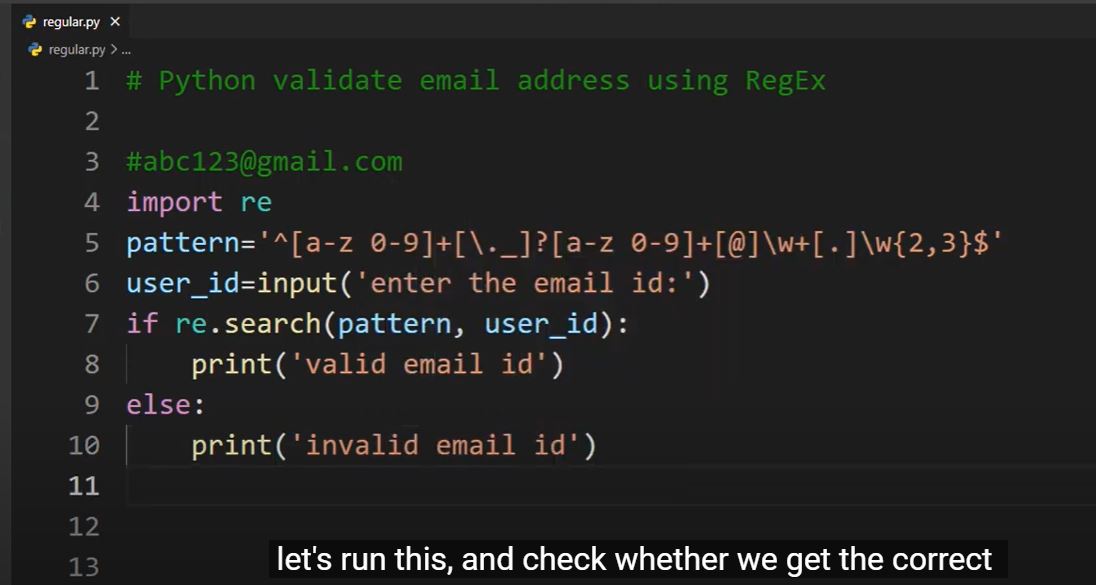 regular.py ×
regular.py > ...
1 # Python validate email address using RegEx
2
3 #abc123@gmail.com
4 import re
5 pattern='^[a-z 0-9]+[\._]?[a-z 0-9]+[@]\w+[.]\w{2,3}$'
6 user_id=input('enter the email id:')
7 if re.search(pattern, user_id):
8     print('valid email id')
9 else:
10     print('invalid email id')
11
12
13
let's run this, and check whether we get the correct